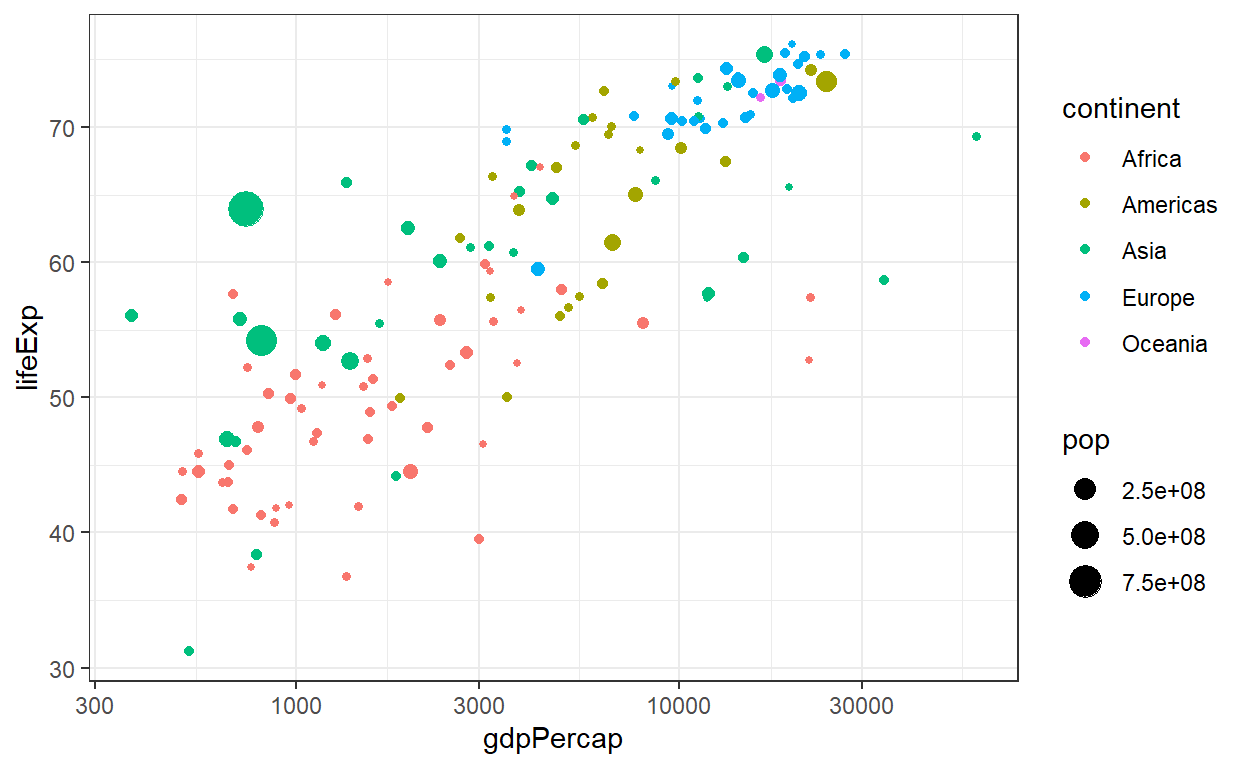 70
60
50
40
30
lifeExp
300 1000 3000 10000 30000
gdpPercap
continent
Africa
Americas
Asia
Europe
Oceania
pop
2.5e+08
5.0e+08
7.5e+08